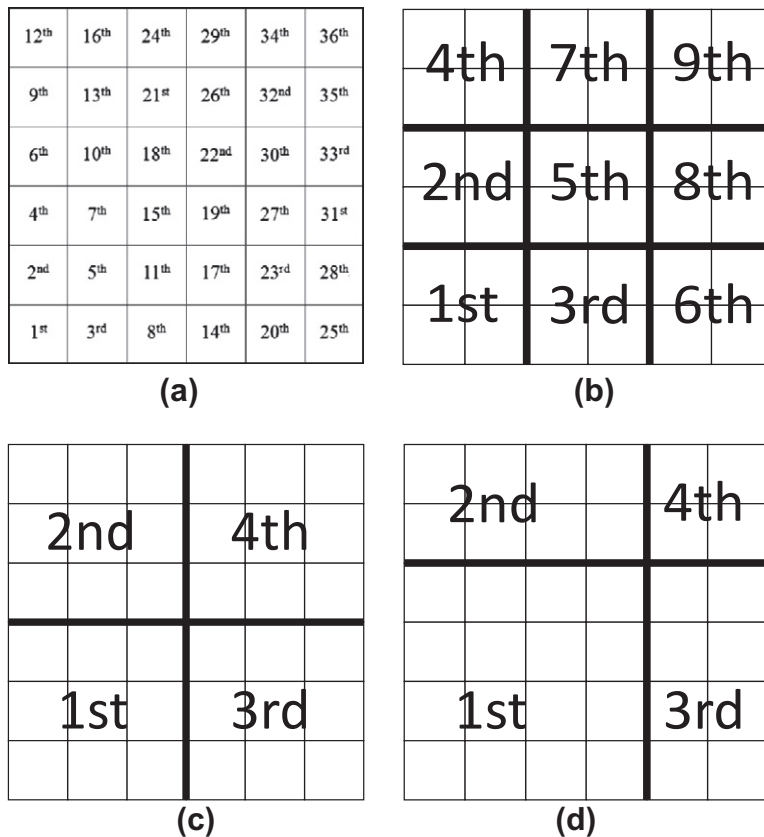 12th 16th 24th 29th 34th 36th
9th 13th 21st 26th 32nd 35th
6th 10th 18th 22nd 30th 33rd
4th 7th 15th 19th 27th 31st
2nd 5th 11th 17th 23rd 28th
1st 3rd 8th 14th 20th 25th
(a)
4th 7th 9th
2nd 5th 8th
1st 3rd 6th
(b)
2nd 4th
1st 3rd
(c)
2nd 4th
1st 3rd
(d)